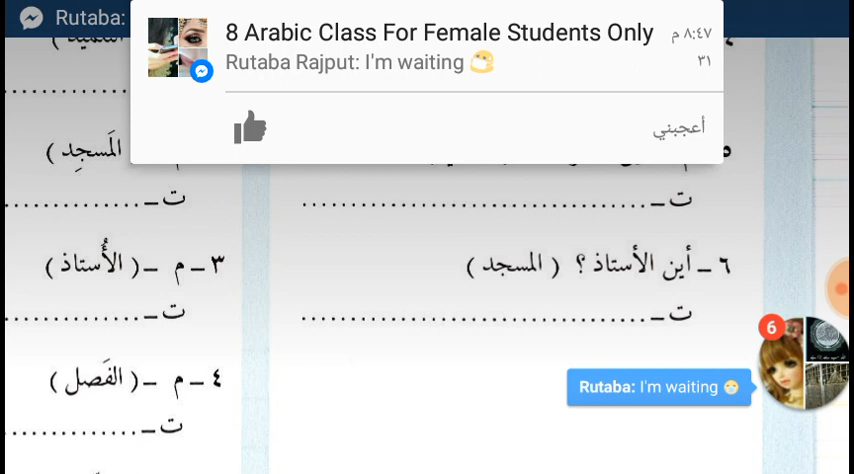 Rutaba:
8 Arabic Class For Female Students Only
٨:٤٧ م
Rutaba Rajput: I'm waiting
٣١
أعجبني
ت ـ ......................................
٦ ـ أين الأستاذ ؟ ( المسجد )
ت ـ ......................................
المَسجِد )
ت ـ ..............
٣ ـ م ـ ( الأُستاذ )
ت ـ ..............
٤ ـ م ـ ( الفَصل )
ت ـ ..............
6
Rutaba: I'm waiting